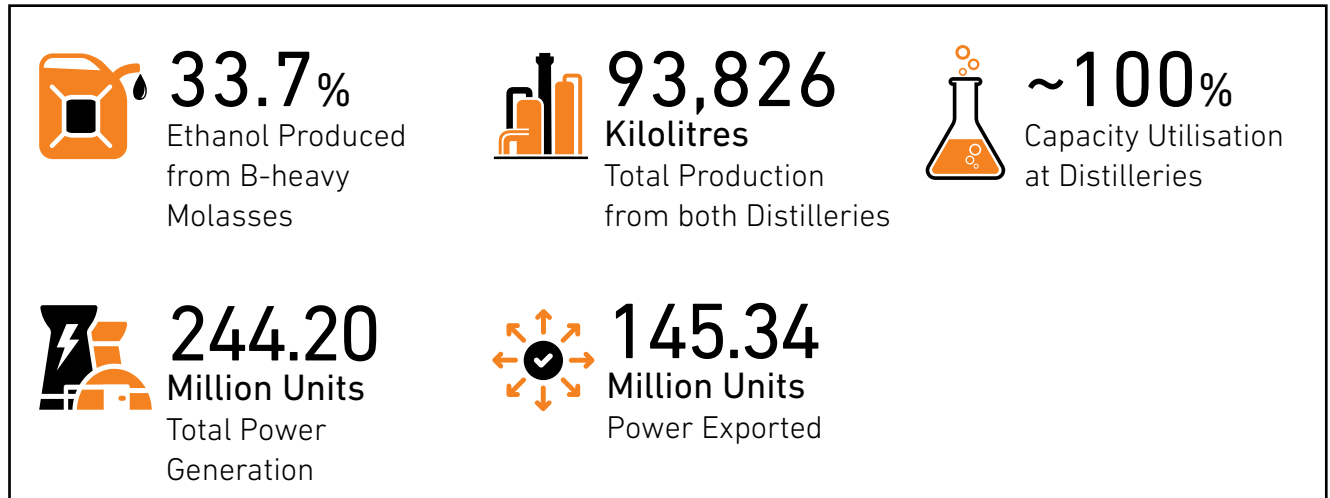 33.7%
Ethanol Produced
from B-heavy
Molasses
93,826
Kilolitres
Total Production
from both Distilleries
~100%
Capacity Utilisation
at Distilleries
244.20
Million Units
Total Power
Generation
145.34
Million Units
Power Exported